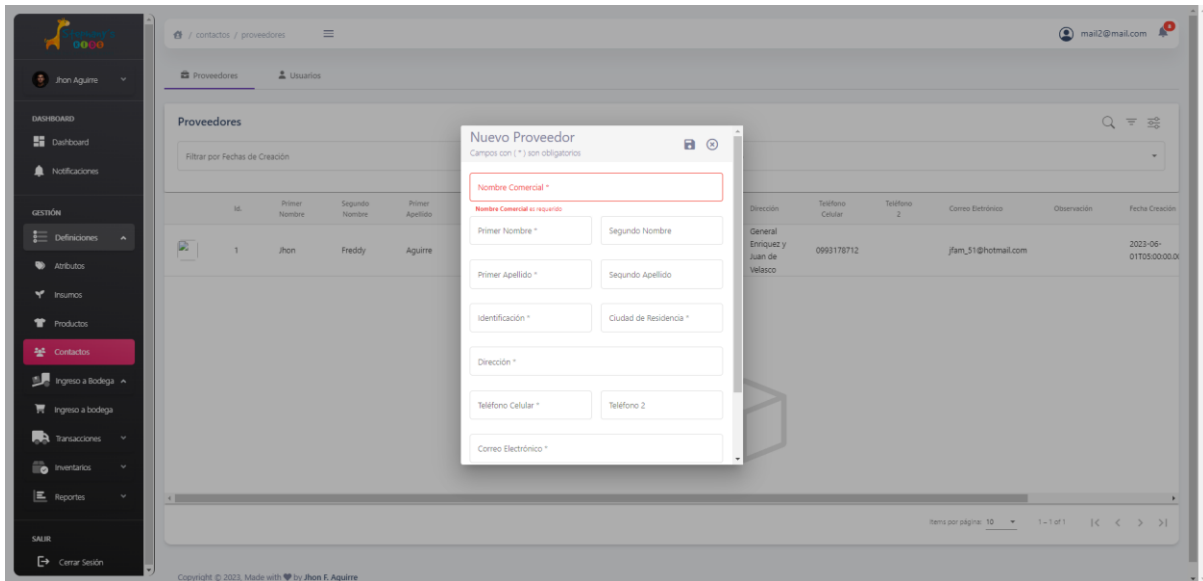 / contactos / proveedores
mail2@mail.com
4
Jhon Aguirre
DASHBOARD
Dashboard
Notificaciones
GESTIÓN
Definiciones
Atributos
Insumos
Productos
Contactos
Ingreso a Bodega
Ingreso a bodega
Transacciones
Inventarios
Reportes
SALIR
Cerrar Sesión
Proveedores
Usuarios
Proveedores
Filtrar por Fechas de Creación
Id.
Primer Nombre
Segundo Nombre
Primer Apellido
Dirección
Teléfono Celular
Teléfono 2
Correo Eletrónico
Observación
Fecha Creación
1
Jhon
Freddy
Aguirre
General
Enriquez y
Juan de
Velasco
0993178712
jfam_51@hotmail.com
2023-06-
01T05:00:00.0
Nuevo Proveedor
Campos con ( * ) son obligatorios
Nombre Comercial *
Nombre Comercial es requerido
Primer Nombre *
Segundo Nombre
Primer Apellido *
Segundo Apellido
Identificación *
Ciudad de Residencia *
Dirección *
Teléfono Celular *
Teléfono 2
Correo Electrónico *
Items por página: 10
1 – 1 of 1
Copyright © 2023, Made with by Jhon F. Aguirre